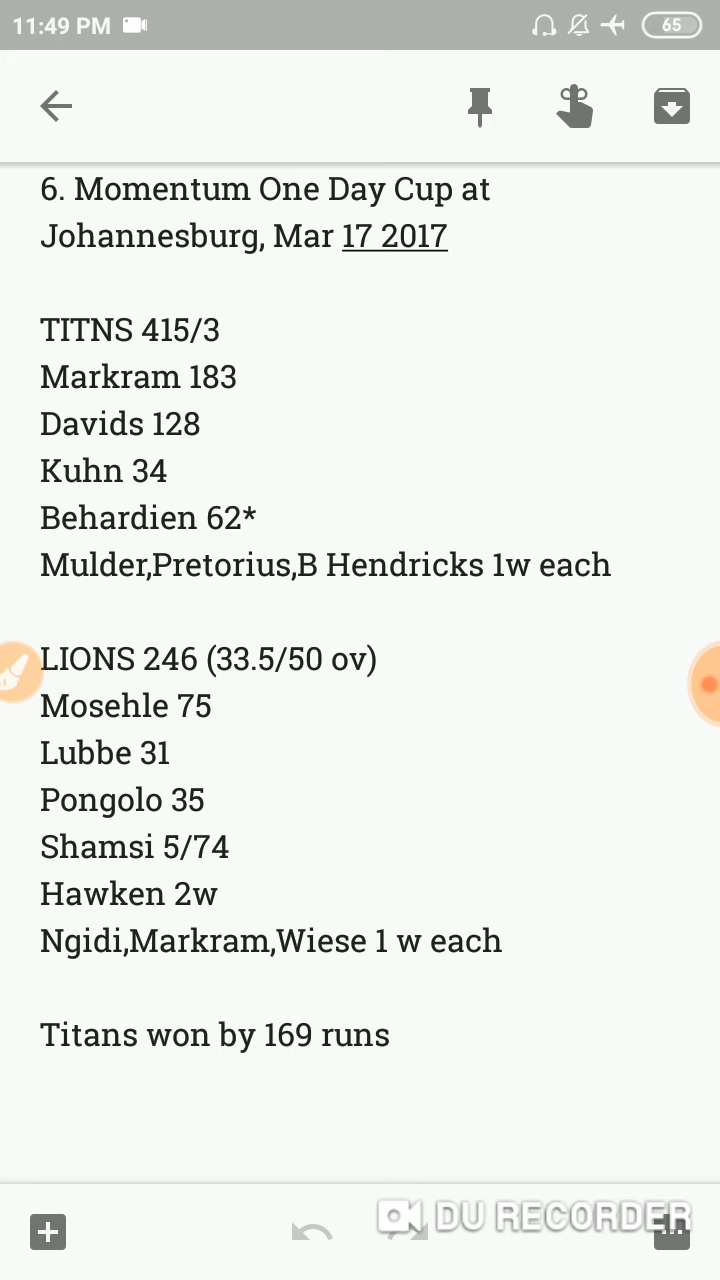 11:49 PM
65
6. Momentum One Day Cup at
Johannesburg, Mar 17 2017
TITNS 415/3
Markram 183
Davids 128
Kuhn 34
Behardien 62*
Mulder,Pretorius,B Hendricks 1w each
LIONS 246 (33.5/50 ov)
Mosehle 75
Lubbe 31
Pongolo 35
Shamsi 5/74
Hawken 2w
Ngidi,Markram,Wiese 1 w each
Titans won by 169 runs
DU RECORDER